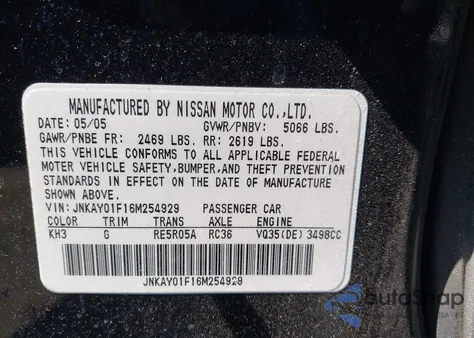 MANUFACTURED BY NISSAN MOTOR CO.,LTD.
DATE: 05/05 GVWR/PNBV: 5066 LBS.
GAWR/PNBE FR: 2469 LBS. RR: 2619 LBS.
THIS VEHICLE CONFORMS TO ALL APPLICABLE FEDERAL
MOTOR VEHICLE SAFETY,BUMPER,AND THEFT PREVENTION
STANDARDS IN EFFECT ON THE DATE OF MANUFACTURE
SHOWN ABOVE.
VIN: JNKAY01F16M254929 PASSENGER CAR
COLOR TRIM TRANS AXLE ENGINE
KH3 G RE5R05A RC36 VQ35(DE) 3498CC
JNKAY01F16M254929
AutoSnap